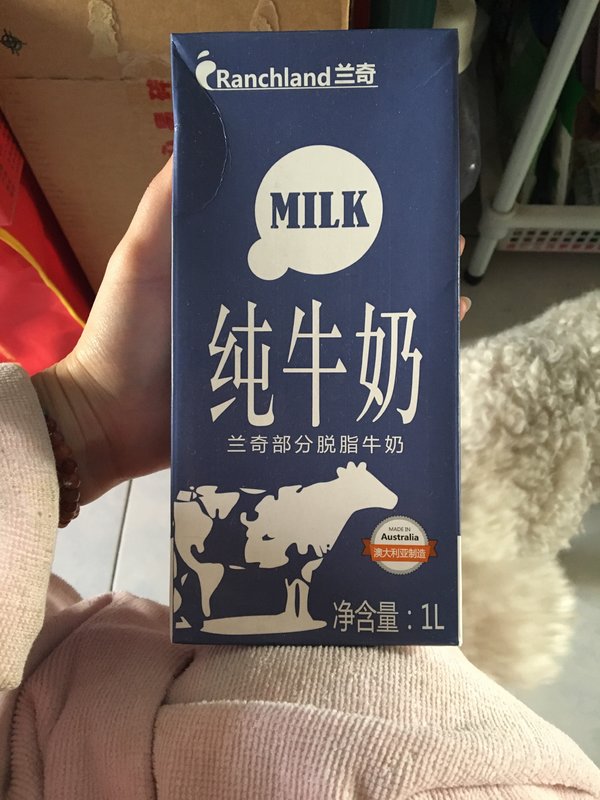 Ranchland兰奇
MILK
纯牛奶
兰奇部分脱脂牛奶
MADE IN
Australia
澳大利亚制造
净含量：1L